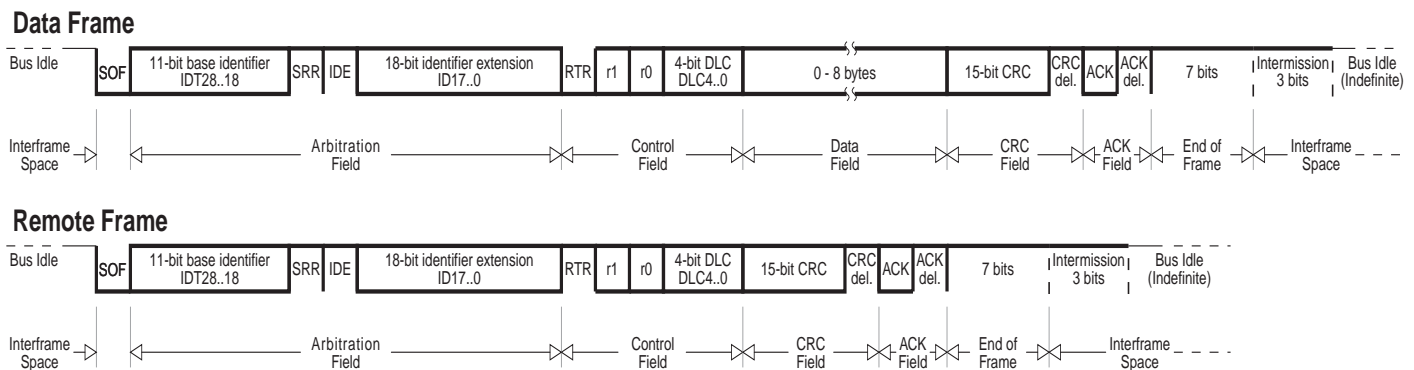 Data Frame
Bus Idle
SOF
11-bit base identifier
IDT28..18
SRR
IDE
18-bit identifier extension
ID17..0
RTR
r1
r0
4-bit DLC
DLC4..0
0 - 8 bytes
15-bit CRC
CRC
del.
ACK
ACK
del.
7 bits
Intermission
3 bits
Bus Idle
(Indefinite)
Interframe
Space
Arbitration
Field
Control
Field
Data
Field
CRC
Field
ACK
Field
End of
Frame
Interframe
Space
Remote Frame
Bus Idle
SOF
11-bit base identifier
IDT28..18
SRR
IDE
18-bit identifier extension
ID17..0
RTR
r1
r0
4-bit DLC
DLC4..0
15-bit CRC
CRC
del.
ACK
ACK
del.
7 bits
Intermission
3 bits
Bus Idle
(Indefinite)
Interframe
Space
Arbitration
Field
Control
Field
CRC
Field
ACK
Field
End of
Frame
Interframe
Space